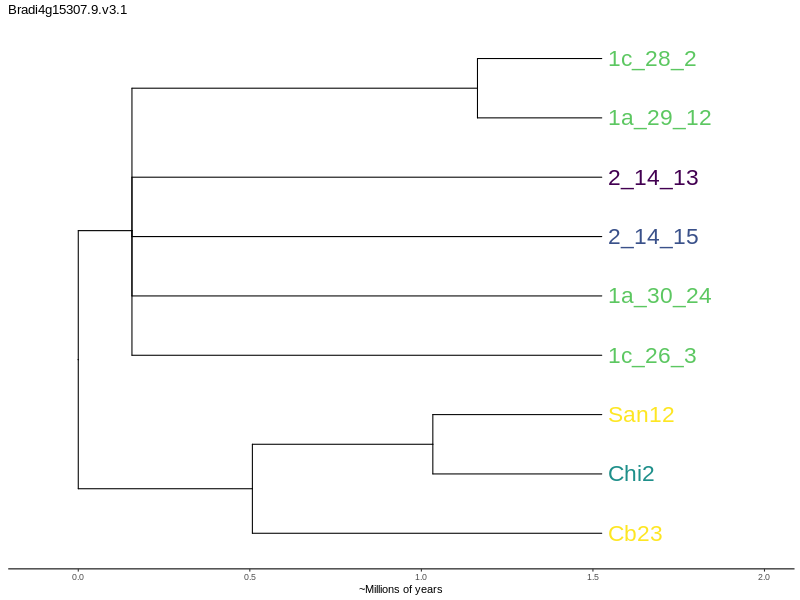 Bradi4g15307.9.v3.1
1c_28_2
1a_29_12
2_14_13
2_14_15
1a_30_24
1c_26_3
San12
Chi2
Cb23
0.0 0.5 1.0 1.5 2.0
~Millions of years